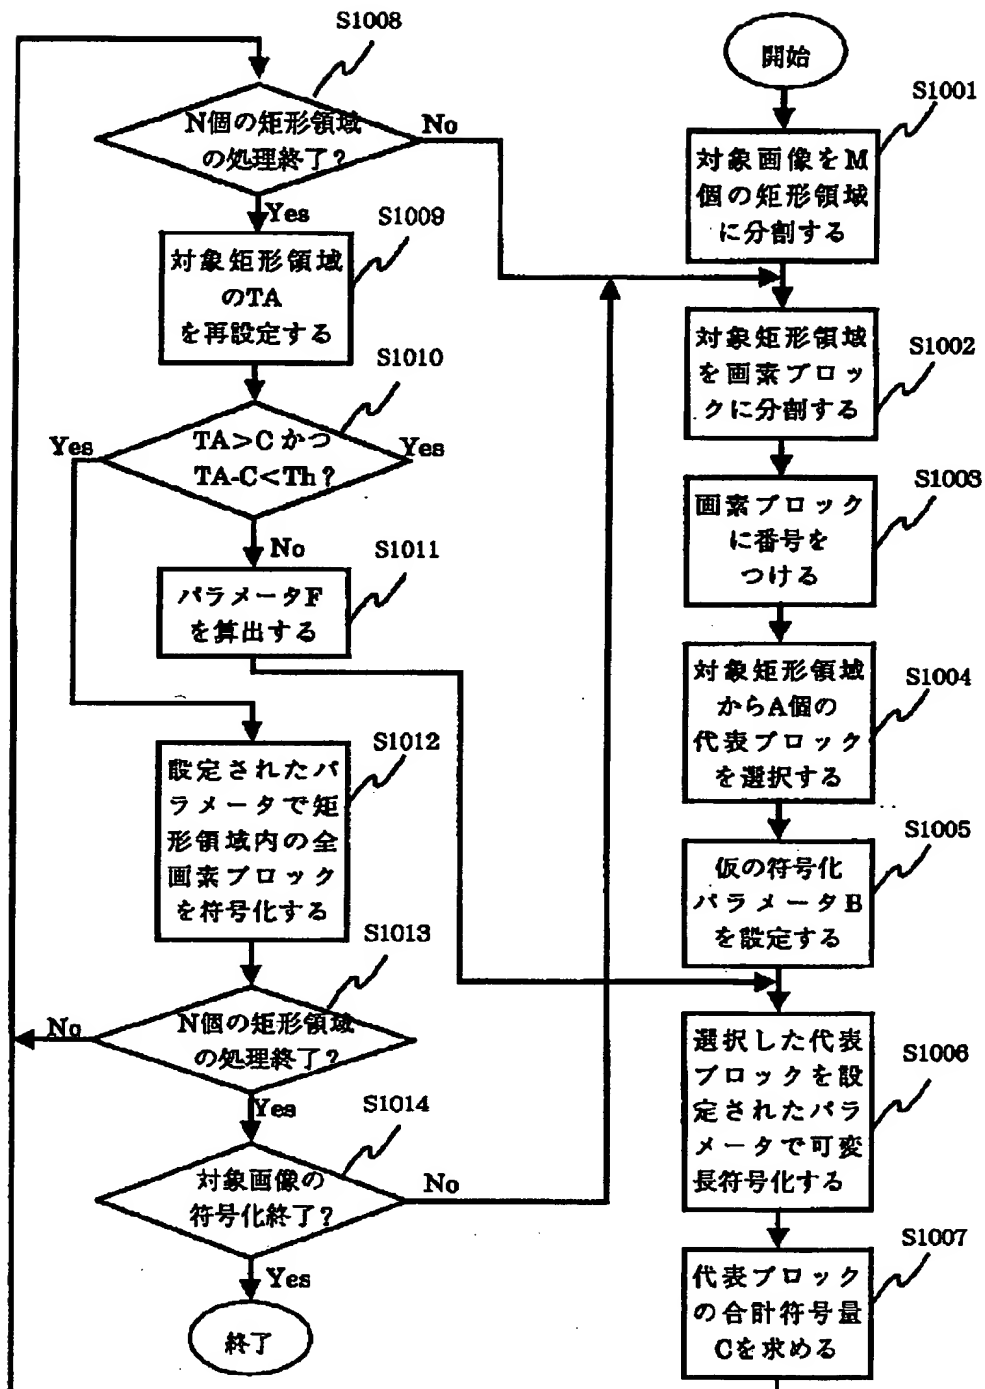 開始
S1001
対象画像をM
個の矩形領域
に分割する
S1002
対象矩形領域
を画素ブロッ
クに分割する
S1003
画素ブロック
に番号を
つける
S1004
対象矩形領域
からA個の
代表ブロック
を選択する
S1005
仮の符号化
パラメータB
を設定する
S1006
選択した代表
ブロックを設
定されたパラ
メータで可変
長符号化する
S1007
代表ブロック
の合計符号量
Cを求める
S1008
N個の矩形領域
の処理終了?
No
Yes
S1009
対象矩形領域
のTA
を再設定する
S1010
TA>Cかつ
TA-C<Th?
Yes
Yes
No
S1011
パラメータF
を算出する
S1012
設定されたパ
ラメータで矩
形領域内の全
画素ブロック
を符号化する
S1013
N個の矩形領域
の処理終了?
No
Yes
S1014
対象画像の
符号化終了?
No
Yes
終了